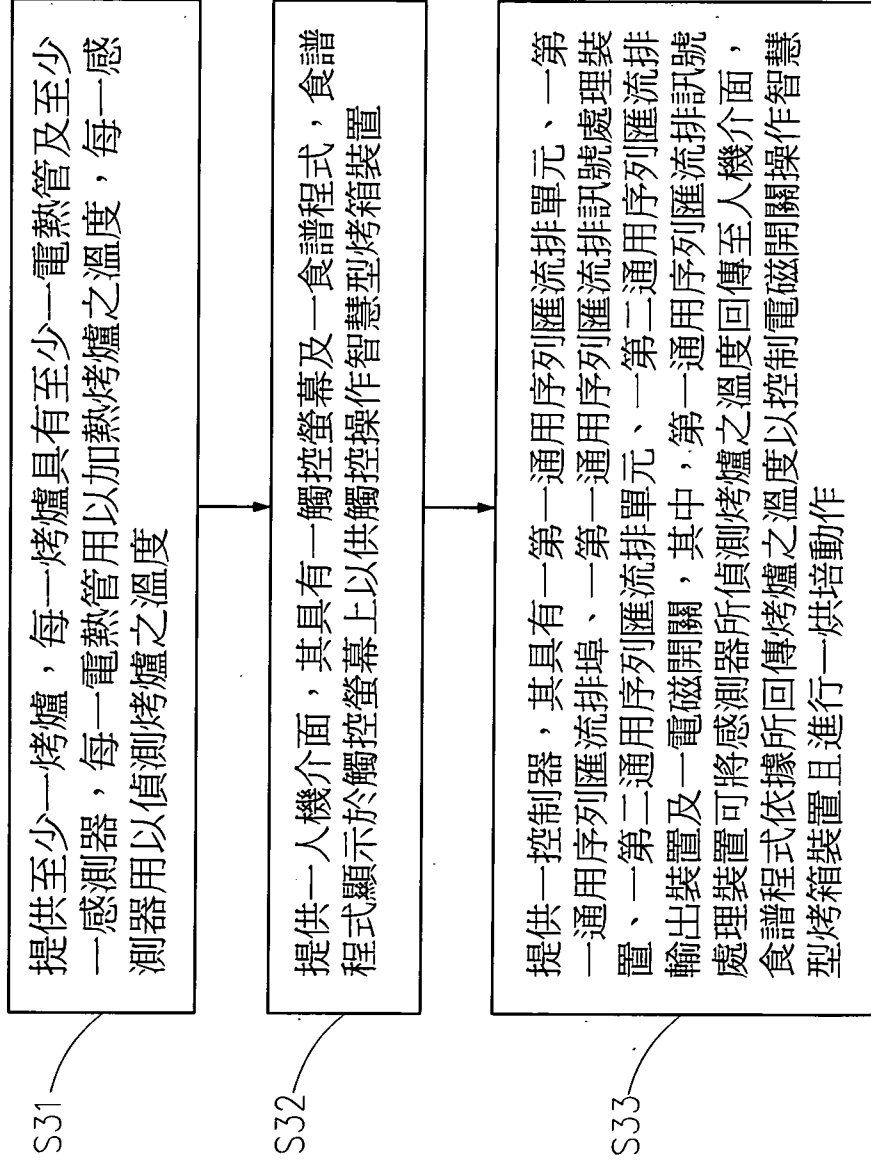 S31
提供至少一烤爐，每一烤爐具有至少一電熱管及至少
一感測器，每一電熱管用以加熱烤爐之溫度，每一感
測器用以偵測烤爐之溫度
S32
提供一人機介面，其具有一觸控螢幕及一食譜程式，食譜
程式顯示於觸控螢幕上以供觸控操作智慧型烤箱裝置
S33
提供一控制器，其具有一第一通用序列匯流排單元、一第
一通用序列匯流排埠、一第一通用序列匯流排訊號處理裝
置、一第二通用序列匯流排單元、一第二通用序列匯流排
輸出裝置及一電磁開關，其中，第一通用序列匯流排訊號
處理裝置可將感測器所偵測烤爐之溫度回傳至人機介面，
食譜程式依據所回傳烤爐之溫度以控制電磁開關操作智慧
型烤箱裝置且進行一烘培動作